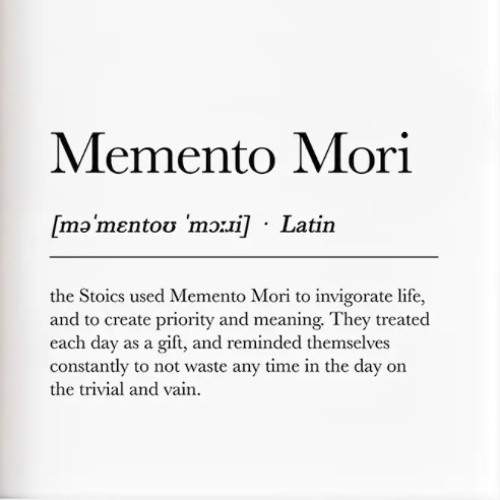 Memento Mori
[məˈmɛntoʊ ˈmɔːɹi] · Latin
the Stoics used Memento Mori to invigorate life,
and to create priority and meaning. They treated
each day as a gift, and reminded themselves
constantly to not waste any time in the day on
the trivial and vain.